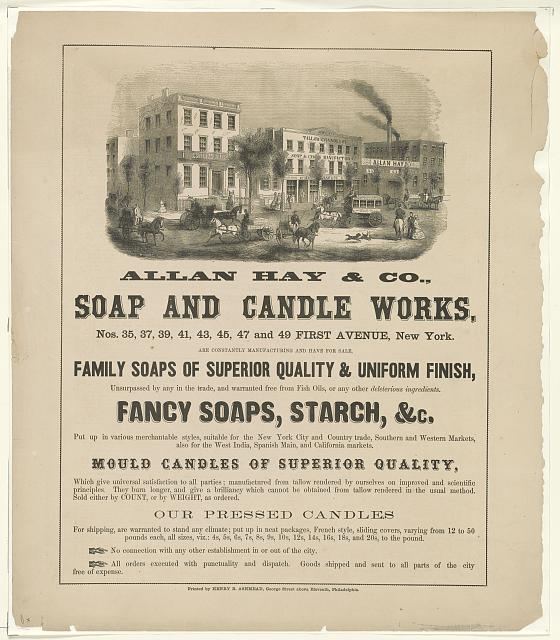 ALLAN HAY
ALLAN HAY & CO.,
SOAP AND CANDLE WORKS,
Nos. 35, 37, 39, 41, 43, 45, 47 and 49 FIRST AVENUE, New York.
ARE CONSTANTLY MANUFACTURING AND HAVE FOR SALE,
FAMILY SOAPS OF SUPERIOR QUALITY & UNIFORM FINISH,
Unsurpassed by any in the trade, and warranted free from Fish Oils, or any other deleterious ingredients.
FANCY SOAPS, STARCH, &c.
Put up in various merchantable styles, suitable for the New York City and Country trade, Southern and Western Markets,
also for the West India, Spanish Main, and California markets.
MOULD CANDLES OF SUPERIOR QUALITY,
Which give universal satisfaction to all parties; manufactured from tallow rendered by ourselves on improved and scientific
principles. They burn longer, and give a brilliancy which cannot be obtained from tallow rendered in the usual method.
Sold either by COUNT, or by WEIGHT, as ordered.
OUR PRESSED CANDLES
For shipping, are warranted to stand any climate; put up in neat packages, French style, sliding covers, varying from 12 to 50
pounds each, all sizes, viz.: 4s, 5s, 6s, 7s, 8s, 9s, 10s, 12s, 14s, 16s, 18s, and 20s, to the pound.
No connection with any other establishment in or out of the city.
All orders executed with punctuality and dispatch. Goods shipped and sent to all parts of the city
free of expense.
Printed by HENRY B. ASHMEAD, George Street above Eleventh, Philadelphia.